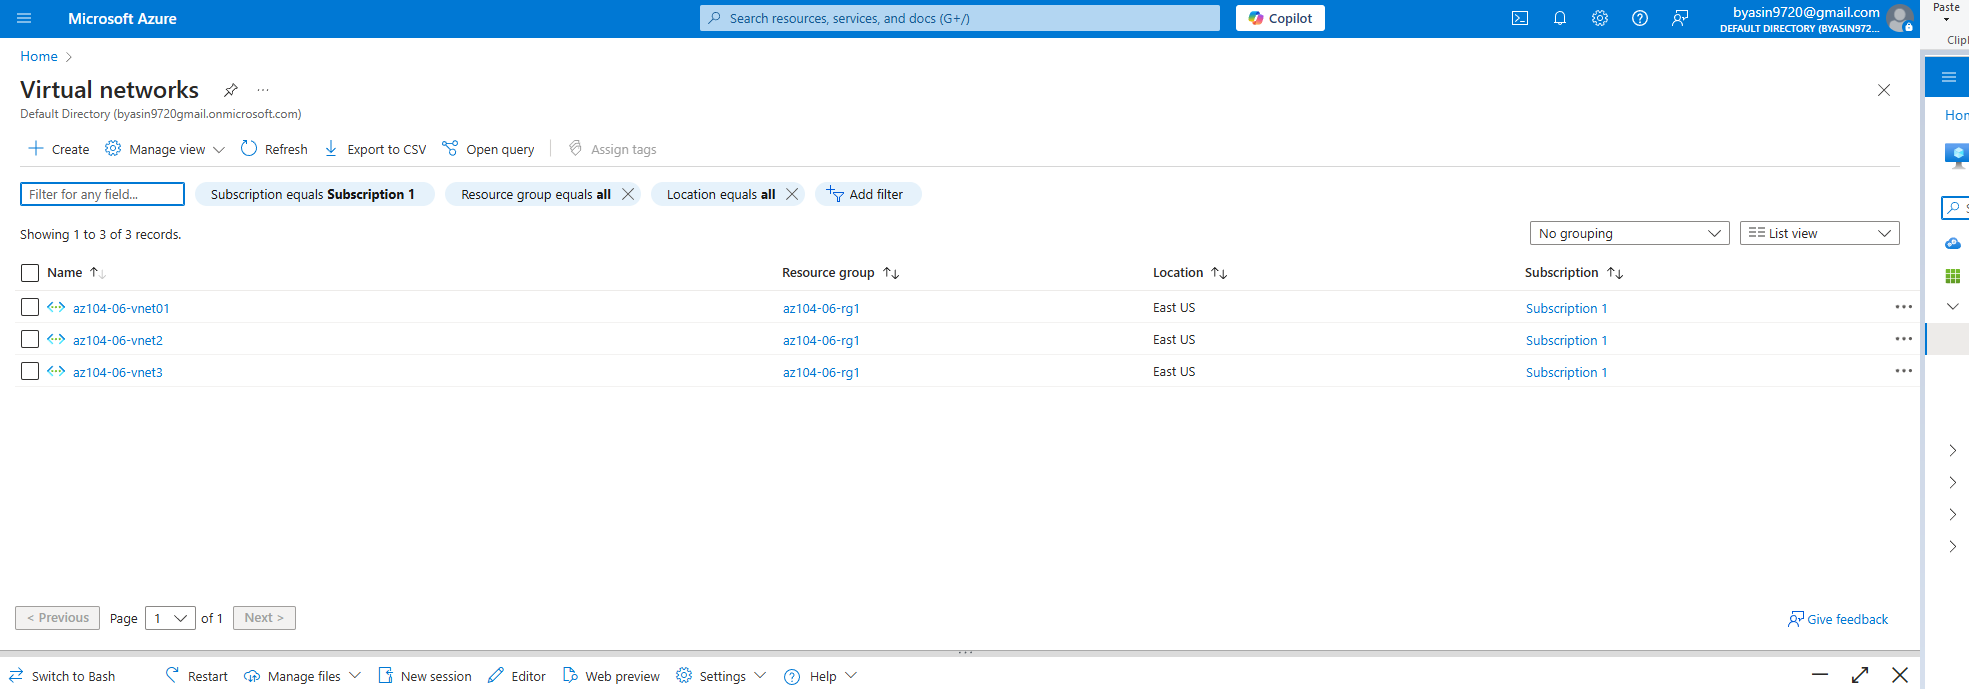 Microsoft Azure
Search resources, services, and docs (G+/)
Copilot
byasin9720@gmail.com
DEFAULT DIRECTORY (BYASIN972...
Paste
Clip
Home
Virtual networks
Default Directory (byasin9720gmail.onmicrosoft.com)
Create Manage view Refresh Export to CSV Open query Assign tags
Filter for any field... Subscription equals Subscription 1 Resource group equals all Location equals all Add filter
Showing 1 to 3 of 3 records.
No grouping List view
Name Resource group Location Subscription
az104-06-vnet01 az104-06-rg1 East US Subscription 1
az104-06-vnet2 az104-06-rg1 East US Subscription 1
az104-06-vnet3 az104-06-rg1 East US Subscription 1
< Previous Page 1 of 1 Next >
Give feedback
Switch to Bash Restart Manage files New session Editor Web preview Settings Help